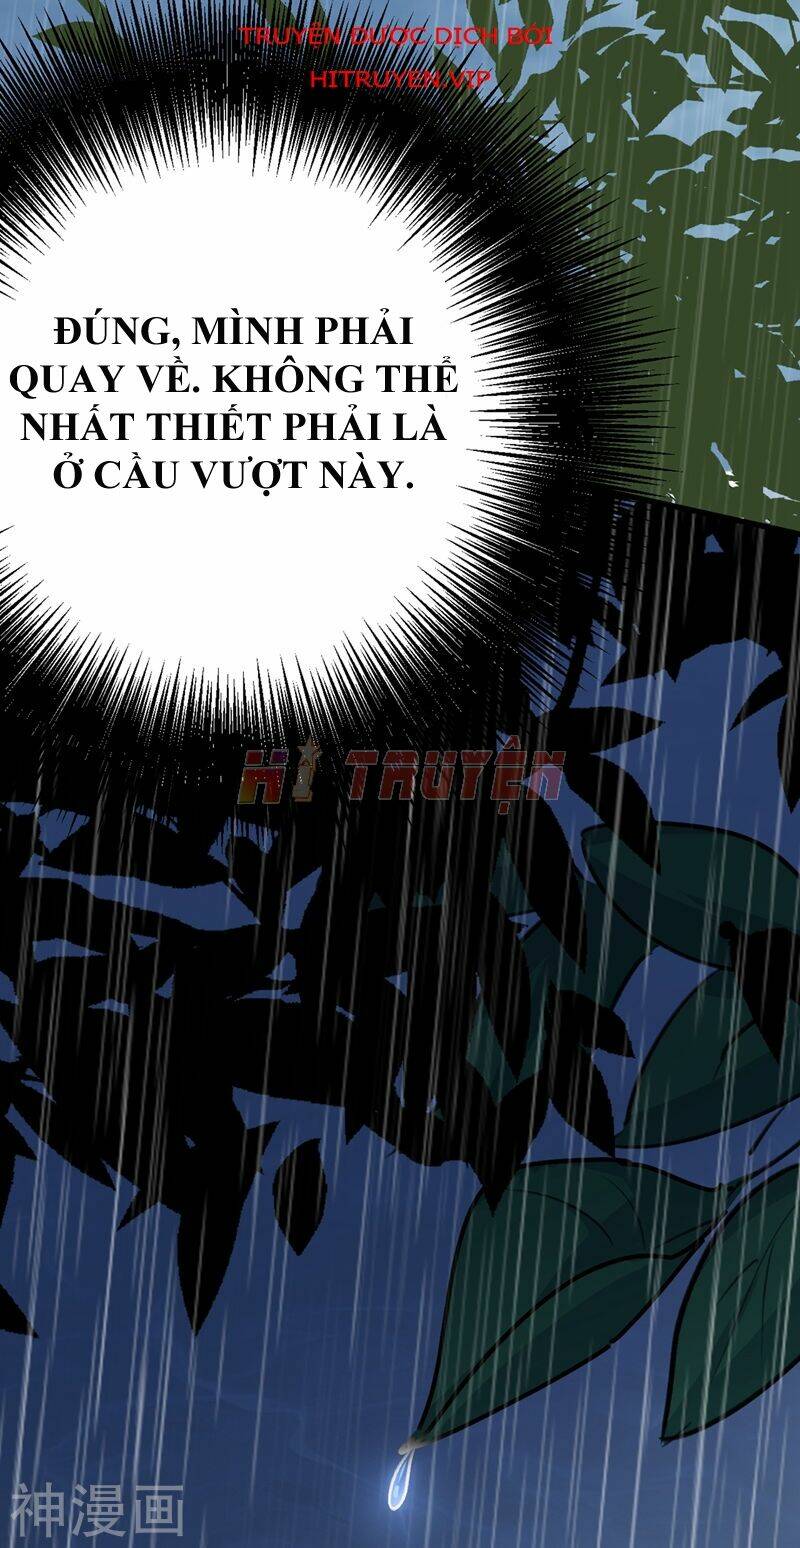 TRUYỆN ĐƯỢC DỊCH BỞI
HITRUYEN.VIP
ĐÚNG, MÌNH PHẢI
QUAY VỀ. KHÔNG THỂ
NHẤT THIẾT PHẢI LÀ
Ở CẦU VƯỢT NÀY.
HI TRUYỆN
神漫画